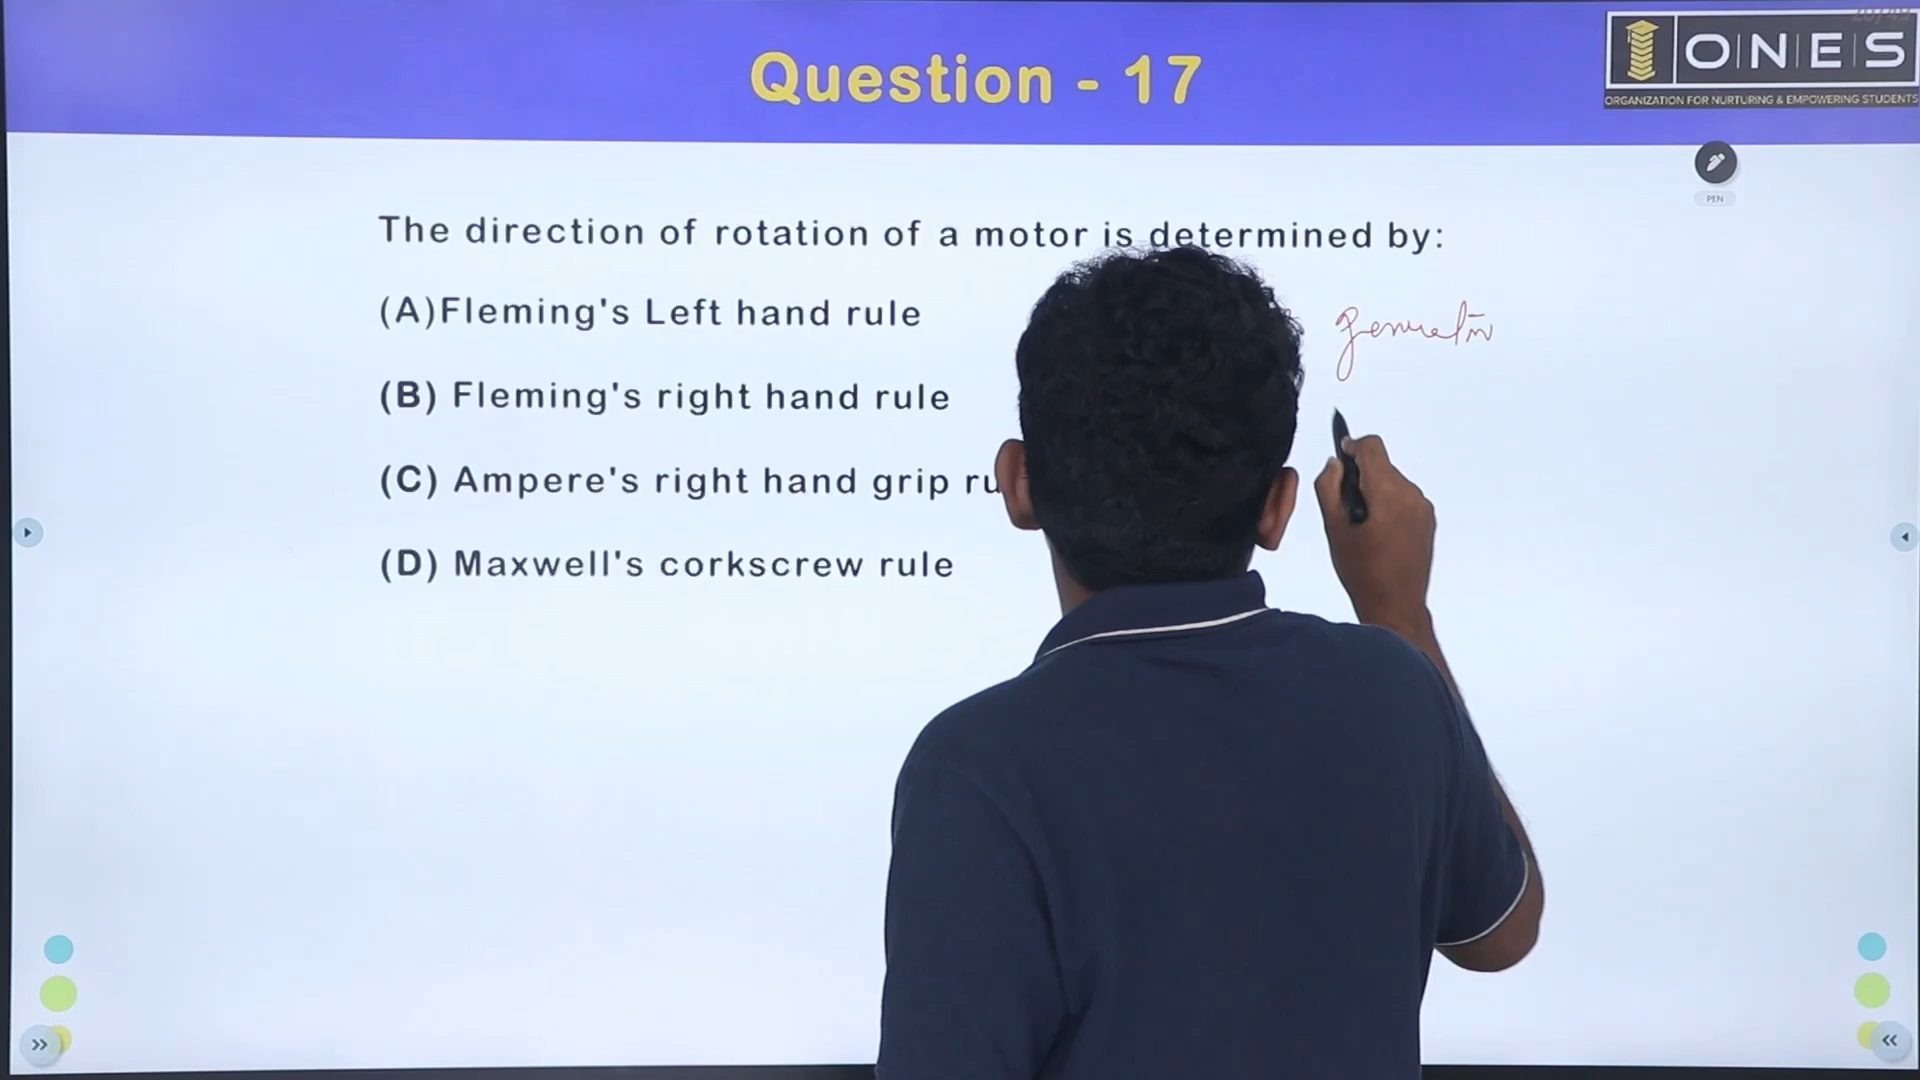 Question - 17
O|N|E|S
ORGANIZATION FOR NURTURING & EMPOWERING STUDENTS
PEN
The direction of rotation of a motor is determined by:
(A)Fleming's Left hand rule
(B) Fleming's right hand rule
(C) Ampere's right hand grip ru
(D) Maxwell's corkscrew rule